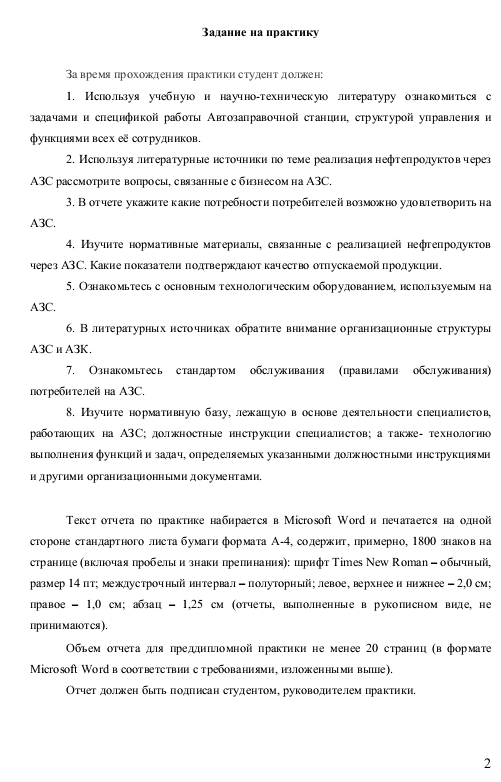 Задание на практику
За время прохождения практики студент должен:
1. Используя учебную и научно-техническую литературу ознакомиться с
задачами и спецификой работы Автозаправочной станции, структурой управления и
функциями всех её сотрудников.
2. Используя литературные источники по теме реализация нефтепродуктов через
АЗС рассмотрите вопросы, связанные с бизнесом на АЗС.
3. В отчете укажите какие потребности потребителей возможно удовлетворить на
АЗС.
4. Изучите нормативные материалы, связанные с реализацией нефтепродуктов
через АЗС. Какие показатели подтверждают качество отпускаемой продукции.
5. Ознакомьтесь с основным технологическим оборудованием, используемым на
АЗС.
6. В литературных источниках обратите внимание организационные структуры
АЗС и АЗК.
7. Ознакомьтесь стандартом обслуживания (правилами обслуживания)
потребителей на АЗС.
8. Изучите нормативную базу, лежащую в основе деятельности специалистов,
работающих на АЗС; должностные инструкции специалистов; а также- технологию
выполнения функций и задач, определяемых указанными должностными инструкциями
и другими организационными документами.
Текст отчета по практике набирается в Microsoft Word и печатается на одной
стороне стандартного листа бумаги формата А-4, содержит, примерно, 1800 знаков на
странице (включая пробелы и знаки препинания): шрифт Times New Roman – обычный,
размер 14 пт; междустрочный интервал – полуторный; левое, верхнее и нижнее – 2,0 см;
правое – 1,0 см; абзац – 1,25 см (отчеты, выполненные в рукописном виде, не
принимаются).
Объем отчета для преддипломной практики не менее 20 страниц (в формате
Microsoft Word в соответствии с требованиями, изложенными выше).
Отчет должен быть подписан студентом, руководителем практики.
2